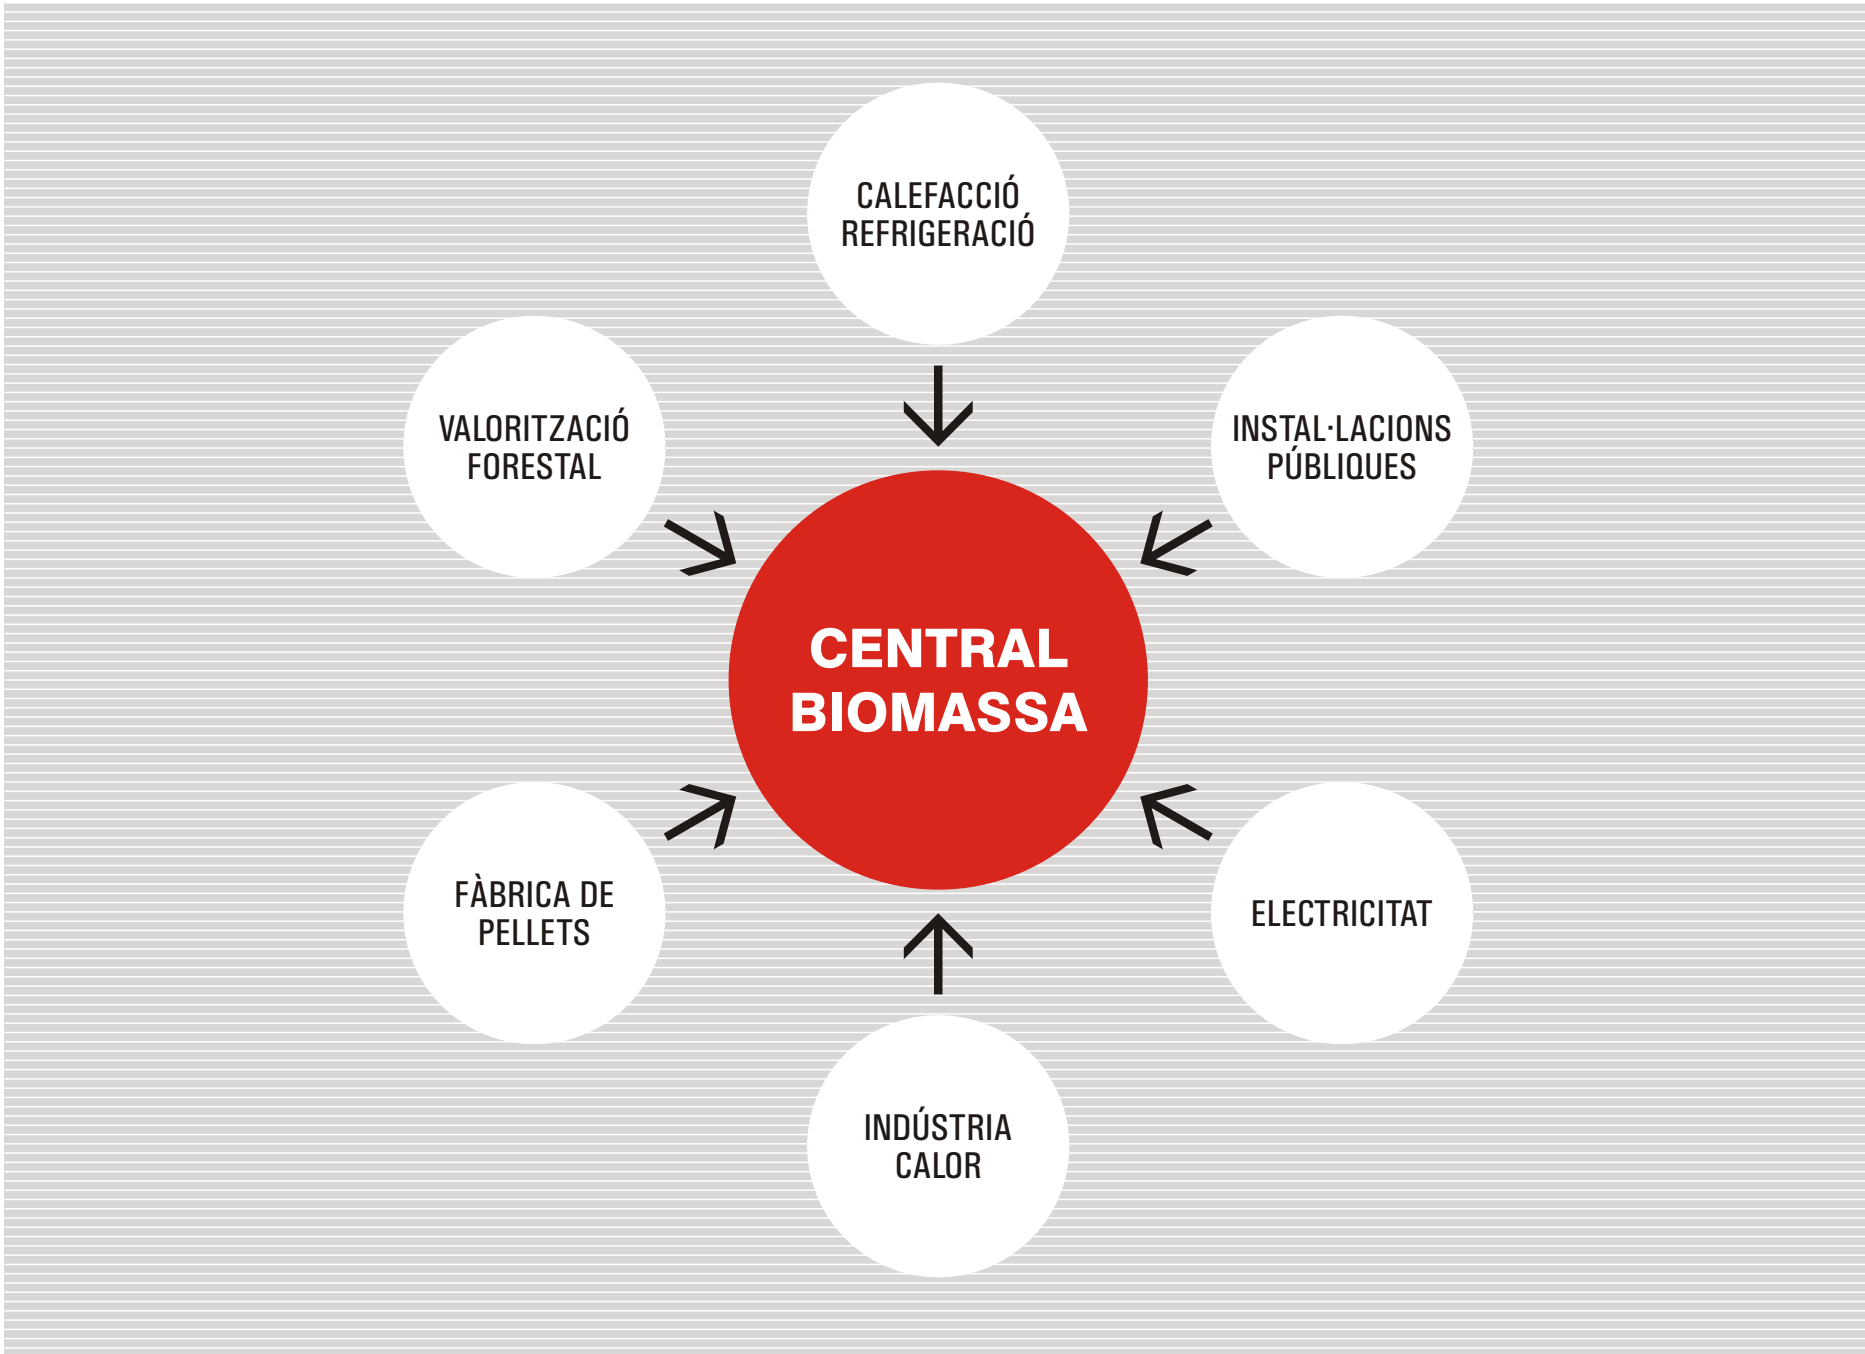 CALEFACCIÓ
REFRIGERACIÓ
VALORITZACIÓ
FORESTAL
INSTAL·LACIONS
PÚBLIQUES
CENTRAL
BIOMASSA
FÀBRICA DE
PELLETS
ELECTRICITAT
INDÚSTRIA
CALOR